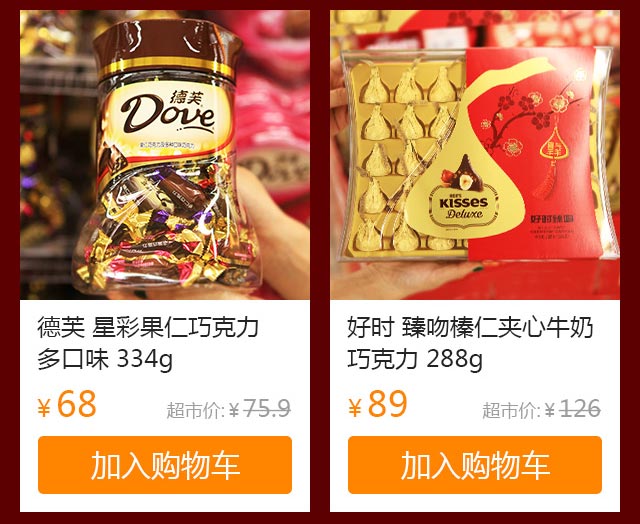 德芙
Dove
德芙 星彩果仁巧克力
多口味 334g
¥68
超市价:¥75.9
加入购物车
KISSES
Deluxe
好时 臻吻榛仁夹心牛奶
巧克力 288g
¥89
超市价:¥126
加入购物车